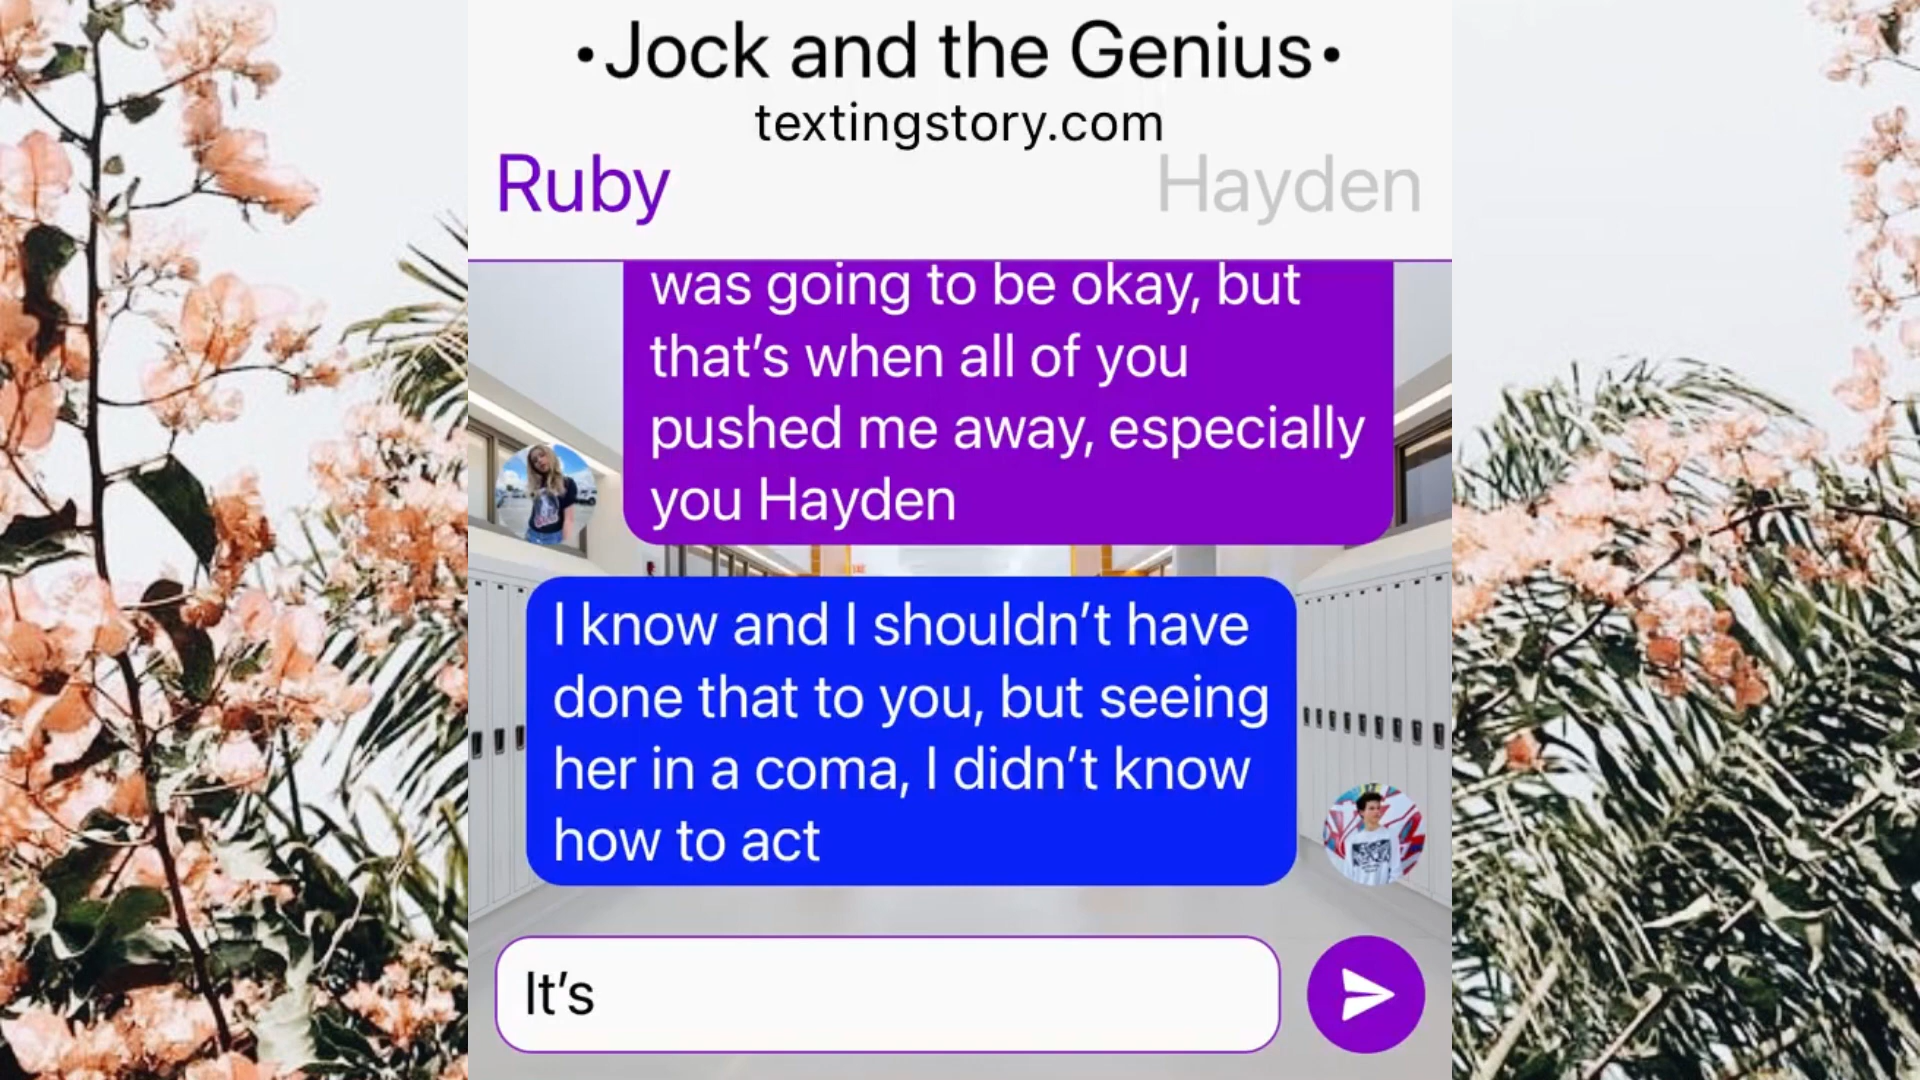 •Jock and the Genius•
textingstory.com
Ruby
Hayden
was going to be okay, but
that’s when all of you
pushed me away, especially
you Hayden
I know and I shouldn’t have
done that to you, but seeing
her in a coma, I didn’t know
how to act
It’s